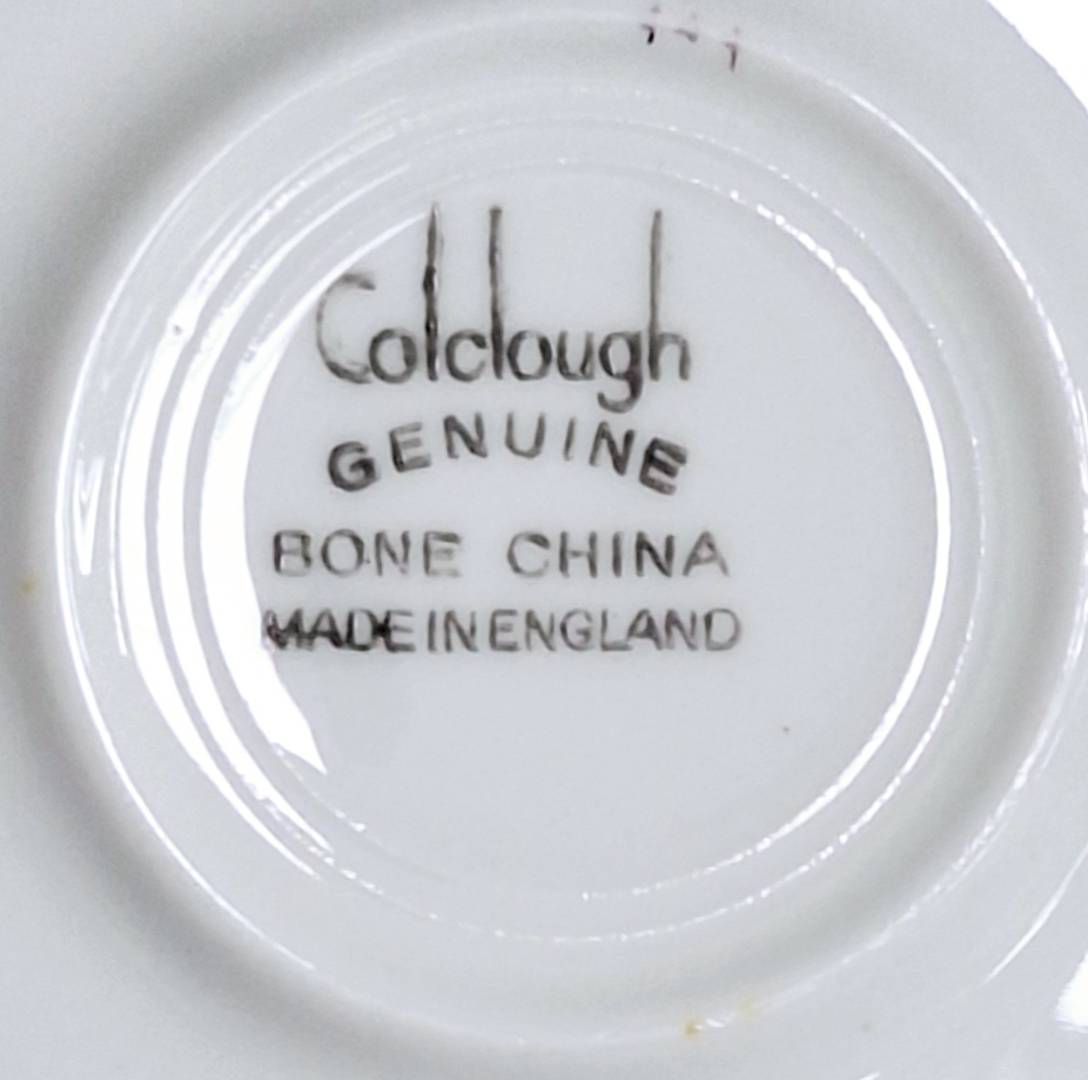 Colclough
GENUINE
BONE CHINA
MADE IN ENGLAND